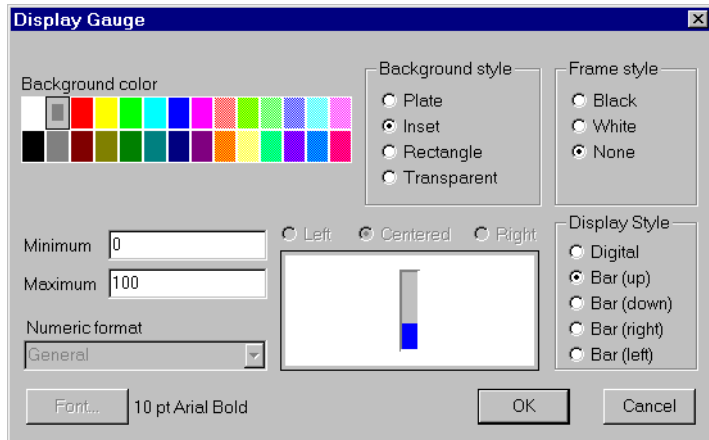 Display Gauge
Background color
Background style
Plate
Inset
Rectangle
Transparent
Frame style
Black
White
None
Minimum 0
Maximum 100
Numeric format
General
Left Centered Right
Display Style
Digital
Bar (up)
Bar (down)
Bar (right)
Bar (left)
Font... 10 pt Arial Bold
OK
Cancel